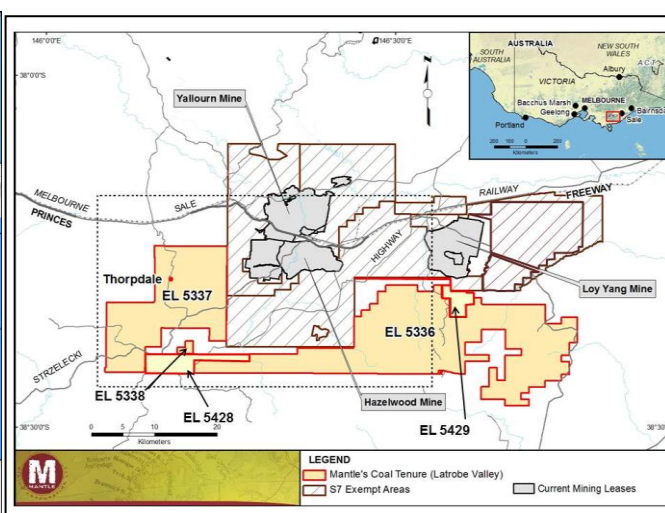 146°0'0"E
146°30'0"E
38°0'0"S
Yallourn Mine
MELBOURNE
SALE
RAILWAY
FREEWAY
PRINCES
HIGHWAY
Thorpdale
EL 5337
Loy Yang Mine
EL 5336
STRZELECKI
EL 5338
EL 5428
Hazelwood Mine
EL 5429
38°30'0"S
0 5 10 20
Kilometers
AUSTRALIA
SOUTH
AUSTRALIA
NEW SOUTH
WALES
A.C.T
Albury
VICTORIA
Bacchus Marsh
MELBOURNE
Geelong
Bairnsda
Sale
Portland
Kilometers
M
MANTLE
LEGEND
Mantle's Coal Tenure (Latrobe Valley)
S7 Exempt Areas
Current Mining Leases